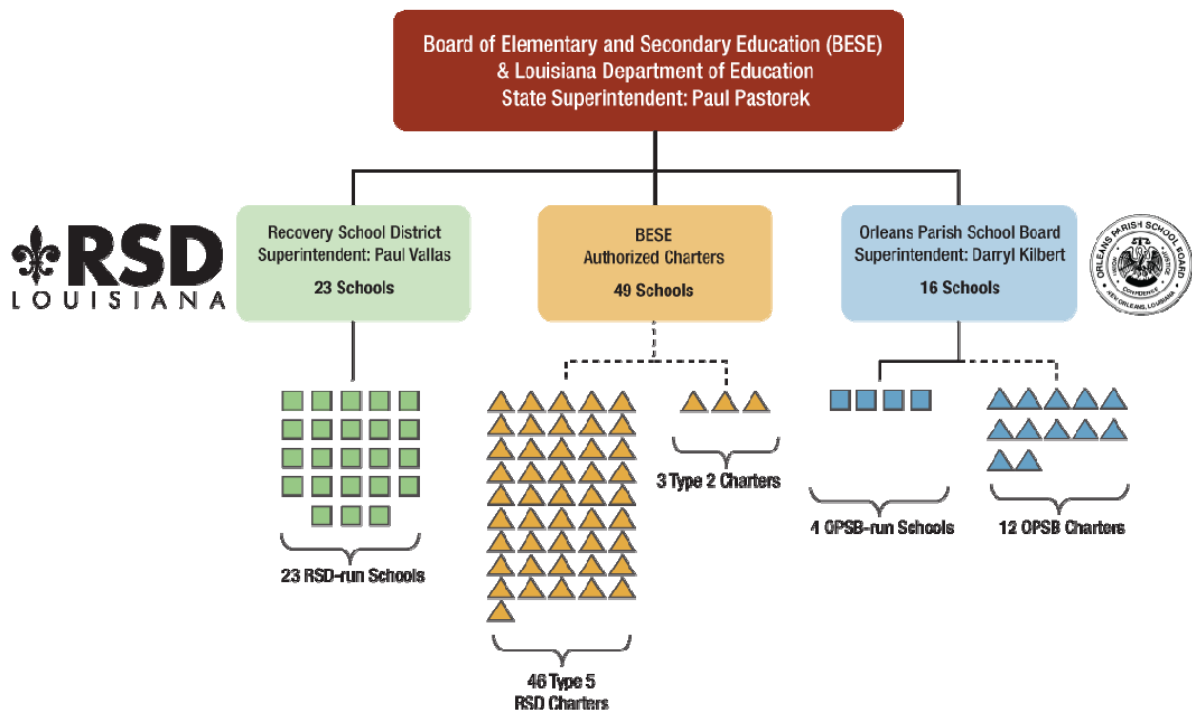 Board of Elementary and Secondary Education (BESE)
& Louisiana Department of Education
State Superintendent: Paul Pastorek
RSD
LOUISIANA
Recovery School District
Superintendent: Paul Vallas
23 Schools
BESE
Authorized Charters
49 Schools
Orleans Parish School Board
Superintendent: Darryl Kilbert
16 Schools
ORLEANS PARISH SCHOOL BOARD
NEW ORLEANS, LOUISIANA
UNION
JUSTICE
CONFIDENCE
23 RSD-run Schools
46 Type 5
RSD Charters
3 Type 2 Charters
4 OPSB-run Schools
12 OPSB Charters